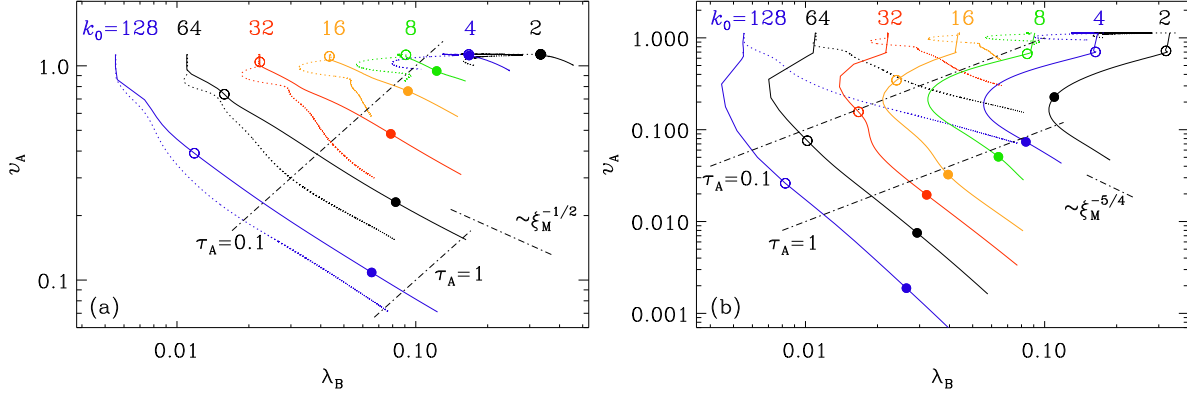 k₀=128 64 32 16 8 4 2
1.0
υ_A
τ_A=0.1
~ξ_M^{-1/2}
τ_A=1
0.1
(a)
0.01 0.10
λ_B
k₀=128 64 32 16 8 4 2
1.000
0.100
υ_A
τ_A=0.1
~ξ_M^{-5/4}
0.010
τ_A=1
0.001
(b)
0.01 0.10
λ_B